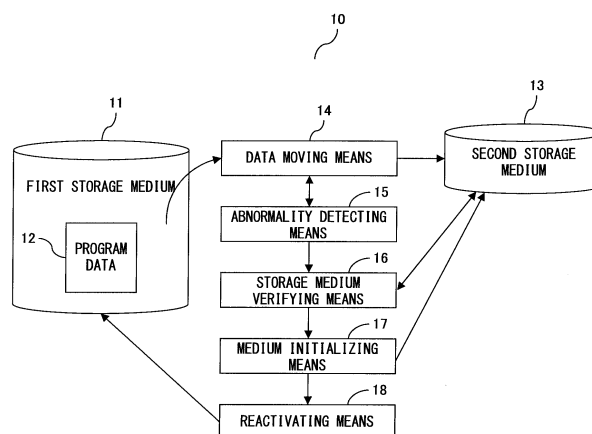 10
11
13
14
DATA MOVING MEANS
SECOND STORAGE
MEDIUM
FIRST STORAGE MEDIUM
15
ABNORMALITY DETECTING
MEANS
12
PROGRAM
DATA
16
STORAGE MEDIUM
VERIFYING MEANS
17
MEDIUM INITIALIZING
MEANS
18
REACTIVATING MEANS